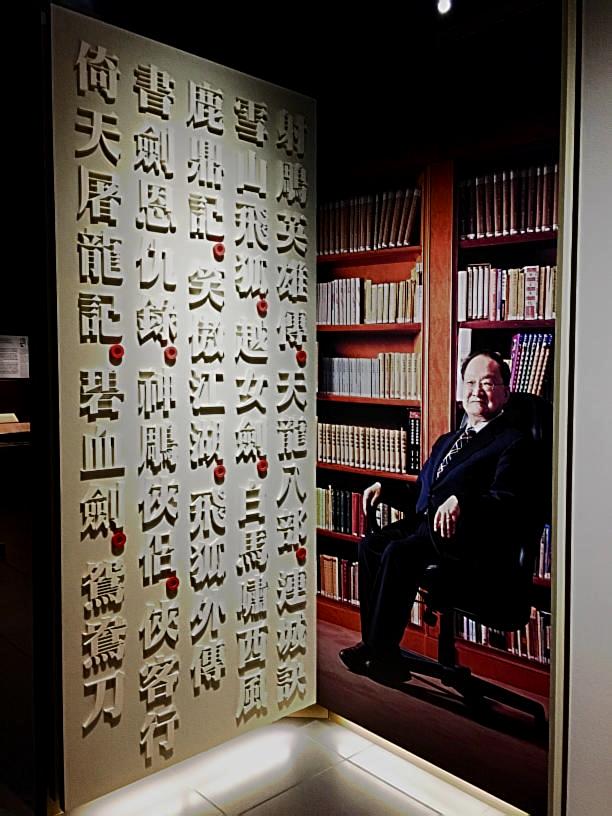 射鵰英雄傳.天龍八部.連城訣
雪山飛狐.越女劍.白馬嘯西風
鹿鼎記.笑傲江湖.飛狐外傳
書劍恩仇錄.神鵰俠侶.俠客行
倚天屠龍記.碧血劍.鴛鴦刀